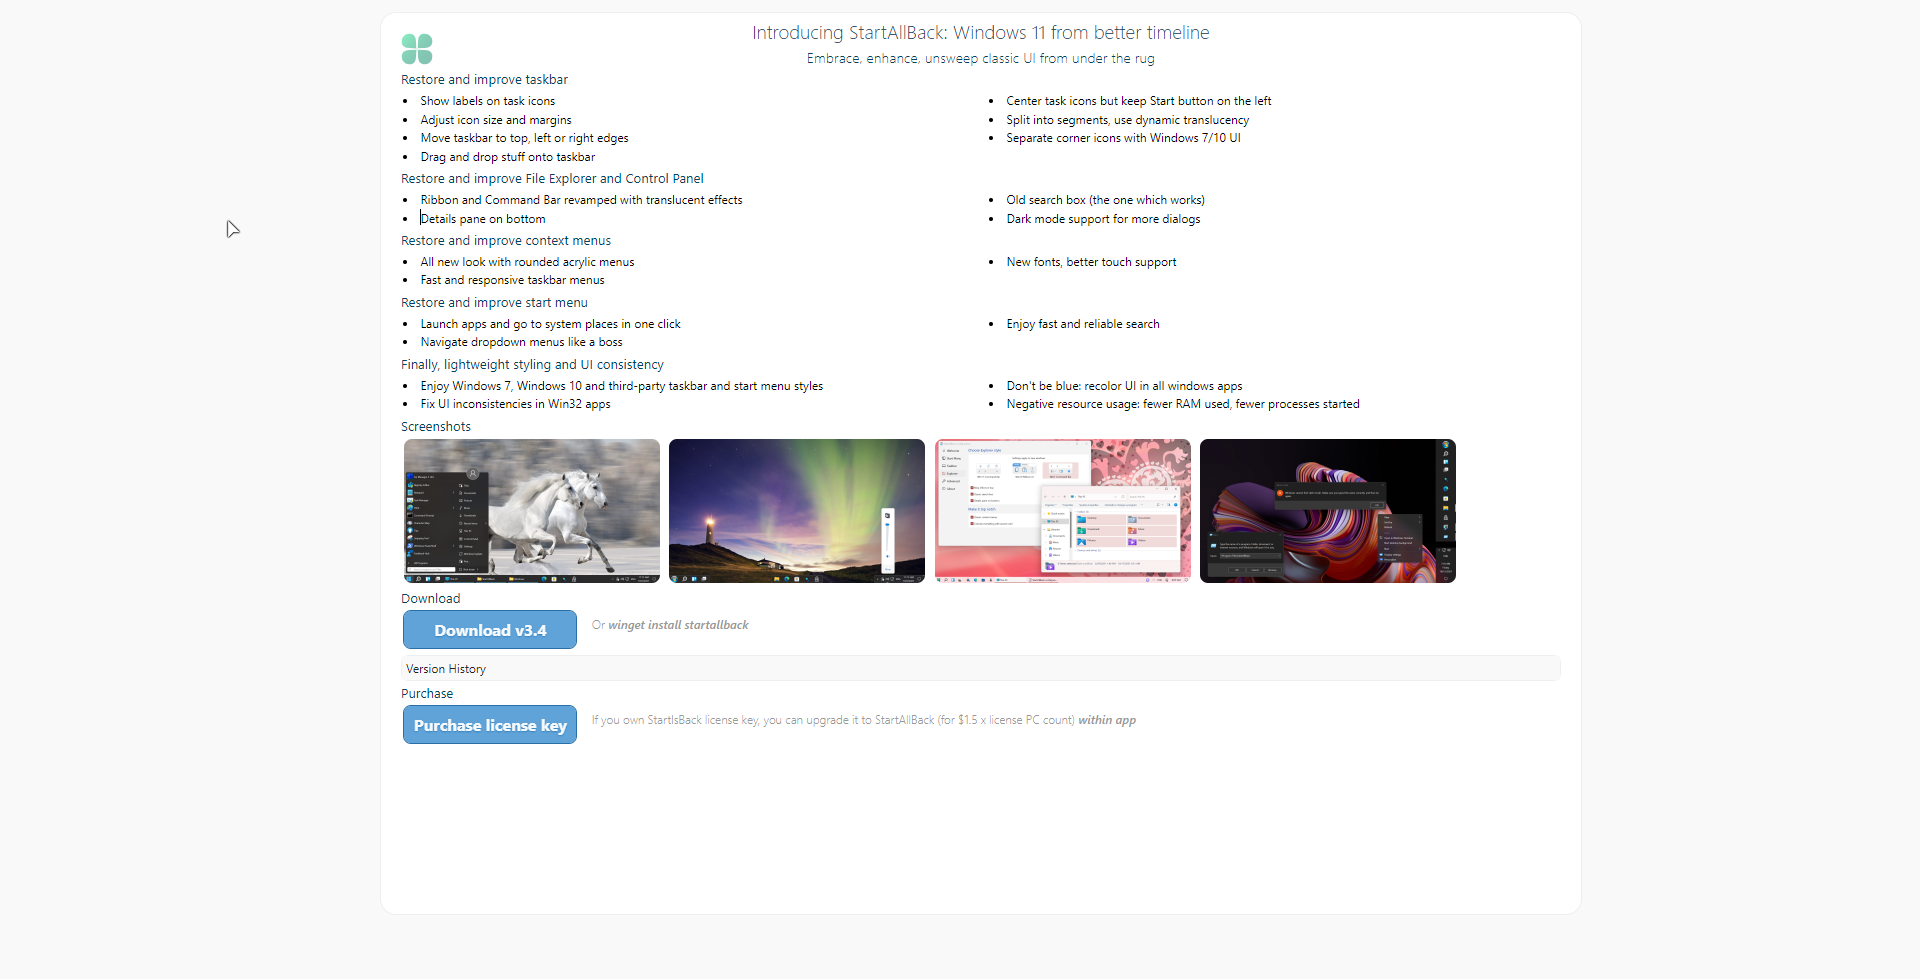 Introducing StartAllBack: Windows 11 from better timeline
Embrace, enhance, unsweep classic UI from under the rug
Restore and improve taskbar
Show labels on task icons
Adjust icon size and margins
Move taskbar to top, left or right edges
Drag and drop stuff onto taskbar
Center task icons but keep Start button on the left
Split into segments, use dynamic translucency
Separate corner icons with Windows 7/10 UI
Restore and improve File Explorer and Control Panel
Ribbon and Command Bar revamped with translucent effects
Details pane on bottom
Old search box (the one which works)
Dark mode support for more dialogs
Restore and improve context menus
All new look with rounded acrylic menus
Fast and responsive taskbar menus
New fonts, better touch support
Restore and improve start menu
Launch apps and go to system places in one click
Navigate dropdown menus like a boss
Enjoy fast and reliable search
Finally, lightweight styling and UI consistency
Enjoy Windows 7, Windows 10 and third-party taskbar and start menu styles
Fix UI inconsistencies in Win32 apps
Don't be blue: recolor UI in all windows apps
Negative resource usage: fewer RAM used, fewer processes started
Screenshots
Download
Download v3.4
Or winget install startallback
Version History
Purchase
Purchase license key
If you own StartIsBack license key, you can upgrade it to StartAllBack (for $1.5 x license PC count) within app